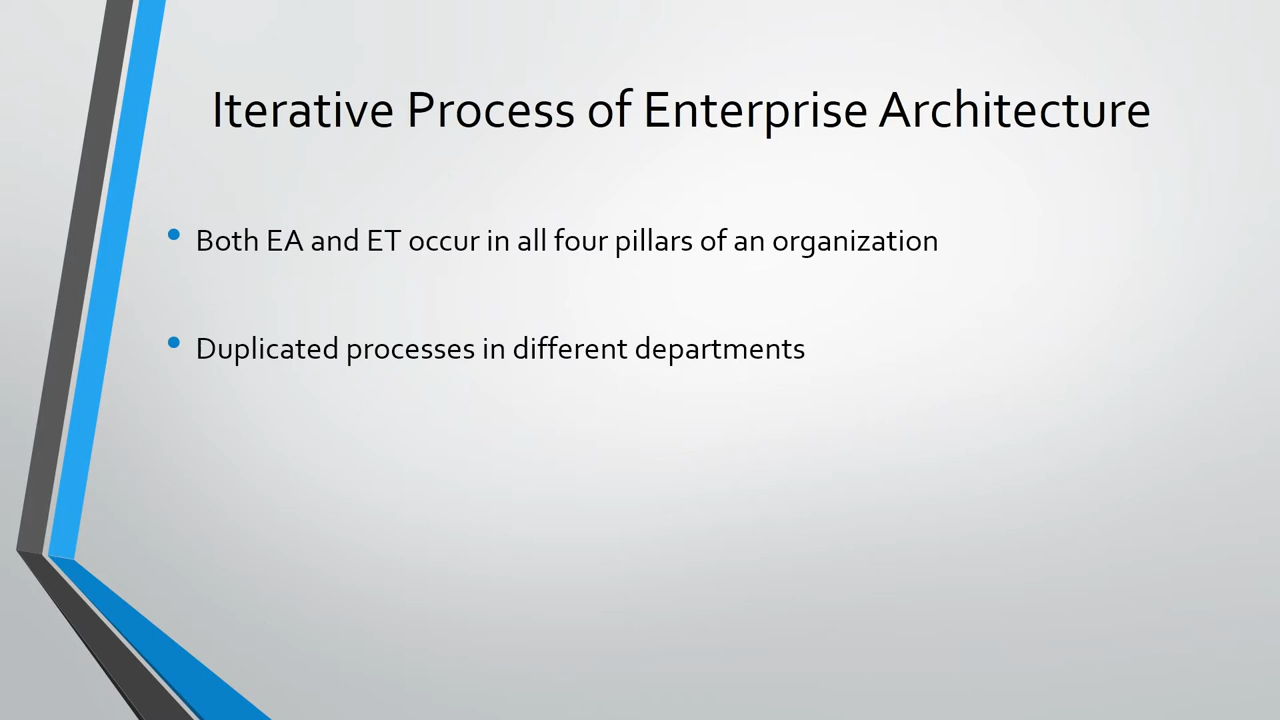 Iterative Process of Enterprise Architecture
• Both EA and ET occur in all four pillars of an organization
• Duplicated processes in different departments